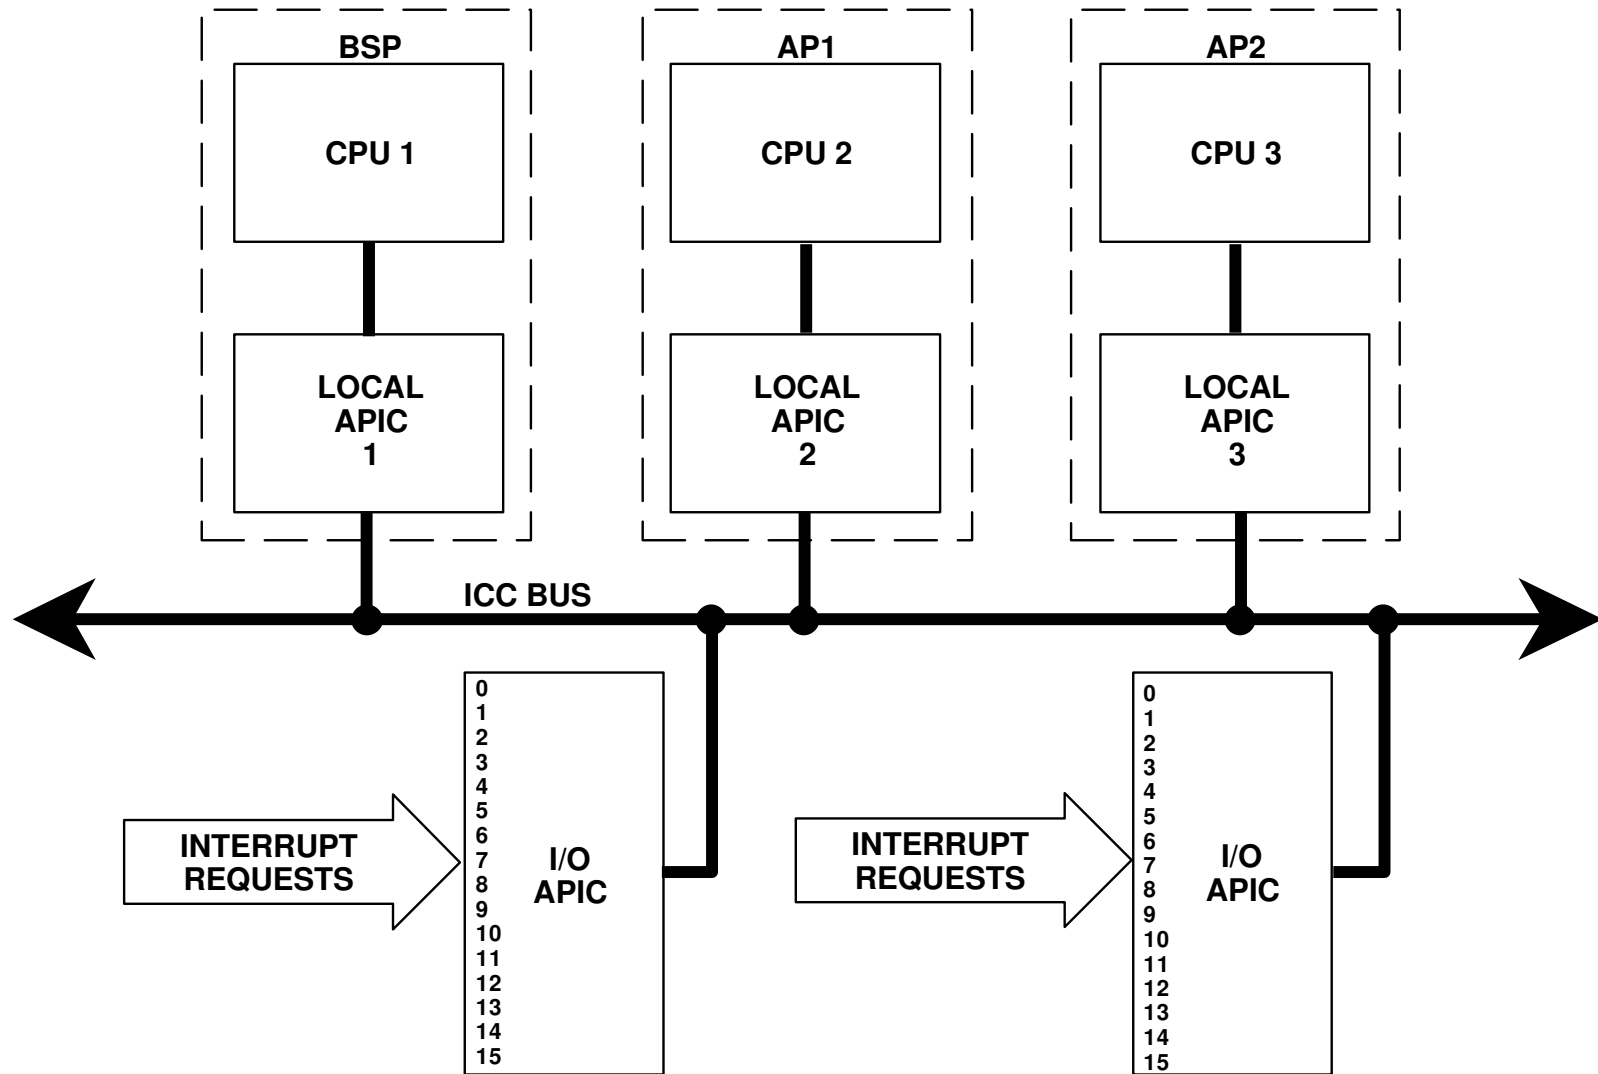 BSP
AP1
AP2
CPU 1
CPU 2
CPU 3
LOCAL
APIC
1
LOCAL
APIC
2
LOCAL
APIC
3
ICC BUS
INTERRUPT
REQUESTS
0
1
2
3
4
5
6
7
8
9
10
11
12
13
14
15
I/O
APIC
INTERRUPT
REQUESTS
0
1
2
3
4
5
6
7
8
9
10
11
12
13
14
15
I/O
APIC